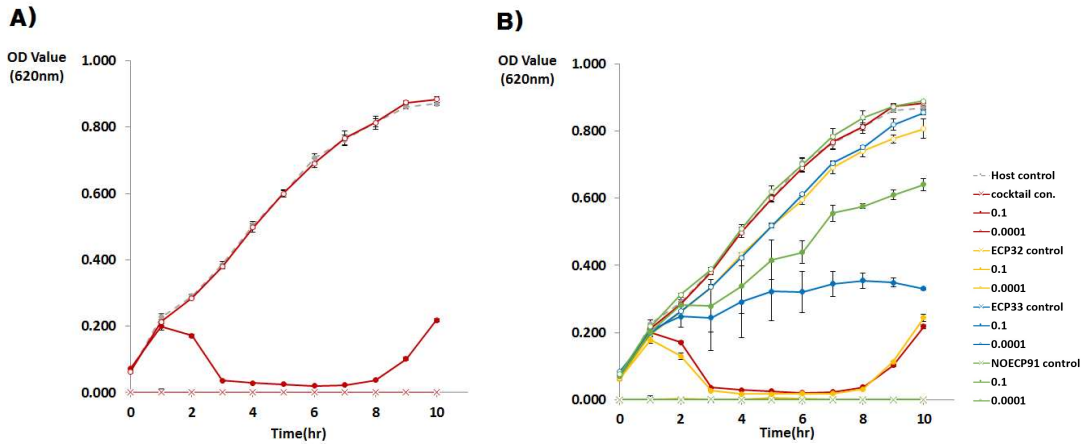 A)
OD Value
(620nm)
1.000
0.800
0.600
0.400
0.200
0.000
0 2 4 6 8 10
Time(hr)
B)
OD Value
(620nm)
1.000
0.800
0.600
0.400
0.200
0.000
0 2 4 6 8 10
Time(hr)
Host control
cocktail con.
0.1
0.0001
ECP32 control
0.1
0.0001
ECP33 control
0.1
0.0001
NOECP91 control
0.1
0.0001